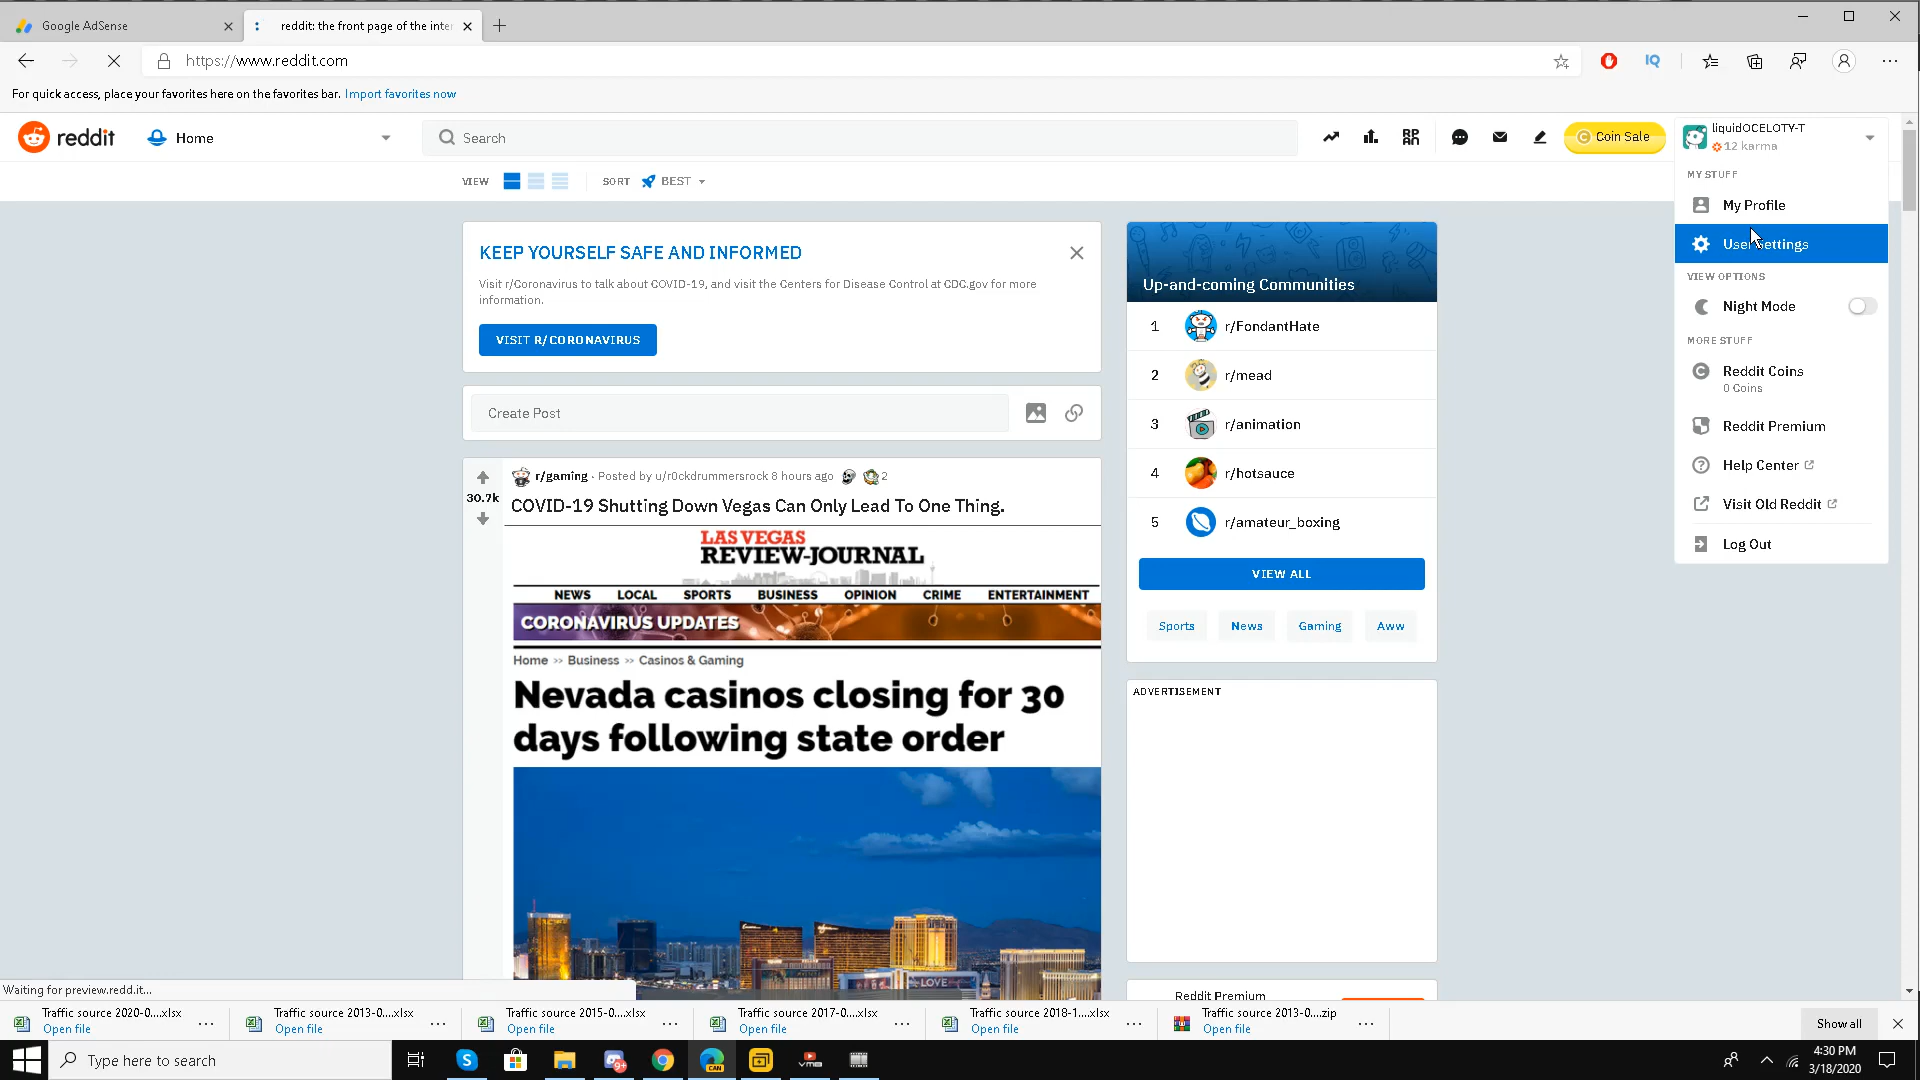 Google AdSense
reddit: the front page of the inter
https://www.reddit.com
IQ
For quick access, place your favorites here on the favorites bar. Import favorites now
reddit
Home
Search
Coin Sale
liquidOCELOTY-T
12 karma
VIEW
SORT
BEST
MY STUFF
My Profile
User Settings
VIEW OPTIONS
Night Mode
MORE STUFF
Reddit Coins
0 Coins
Reddit Premium
Help Center
Visit Old Reddit
Log Out
KEEP YOURSELF SAFE AND INFORMED
Visit r/Coronavirus to talk about COVID-19, and visit the Centers for Disease Control at CDC.gov for more
information.
VISIT R/CORONAVIRUS
Create Post
r/gaming · Posted by u/r0ckdrummersrock 8 hours ago
2
30.7k
COVID-19 Shutting Down Vegas Can Only Lead To One Thing.
LAS VEGAS
REVIEW-JOURNAL
NEWS LOCAL SPORTS BUSINESS OPINION CRIME ENTERTAINMENT
CORONAVIRUS UPDATES
Home >> Business >> Casinos & Gaming
Nevada casinos closing for 30
days following state order
LOVE
Up-and-coming Communities
1 r/FondantHate
2 r/mead
3 r/animation
4 r/hotsauce
5 r/amateur_boxing
VIEW ALL
Sports
News
Gaming
Aww
ADVERTISEMENT
Reddit Premium
Waiting for preview.redd.it...
Traffic source 2020-0....xlsx
Open file
Traffic source 2013-0....xlsx
Open file
Traffic source 2015-0....xlsx
Open file
Traffic source 2017-0....xlsx
Open file
Traffic source 2018-1....xlsx
Open file
Traffic source 2013-0....zip
Open file
Show all
Type here to search
CAN
4:30 PM
3/18/2020